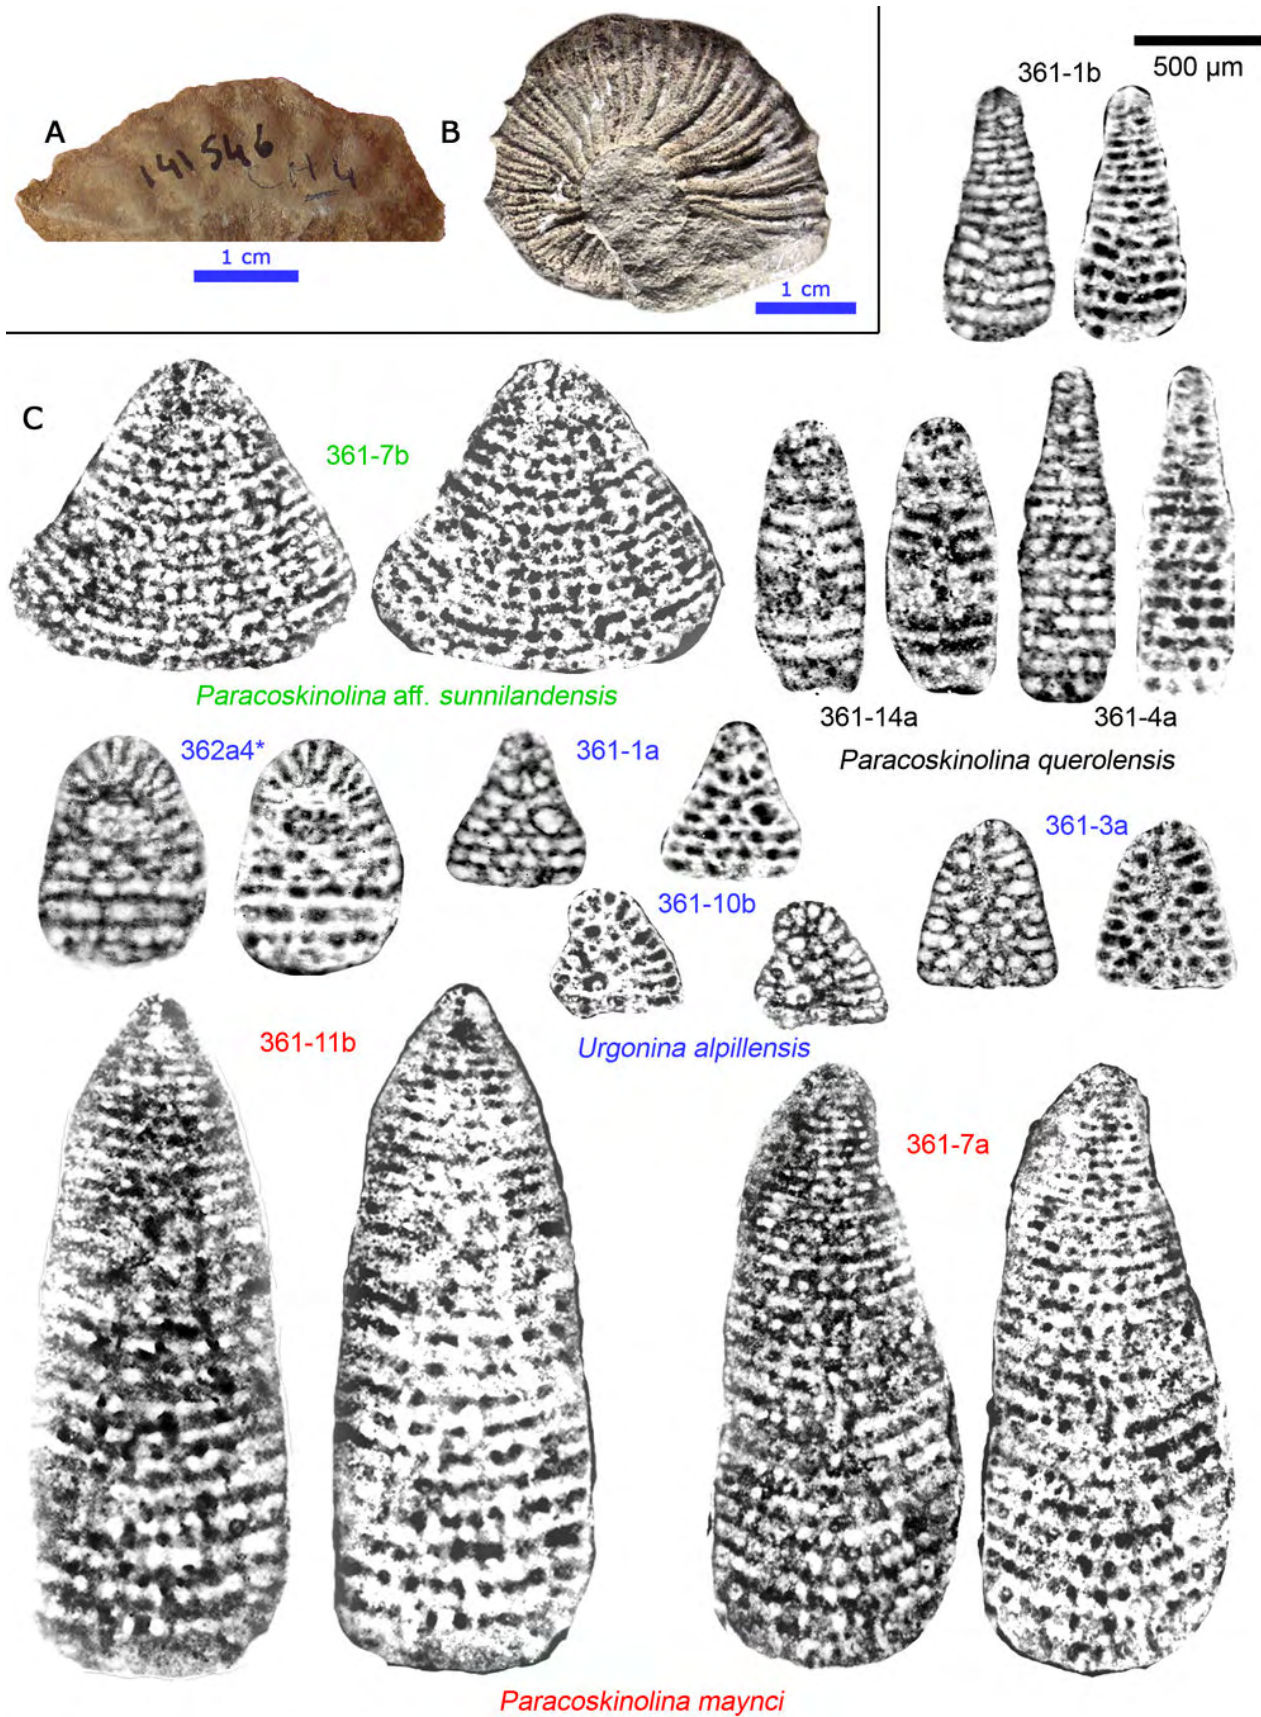 A
141546
CH4
1 cm
B
1 cm
500 µm
361-1b
C
361-7b
Paracoskinolina aff. sunnilandensis
361-14a
361-4a
Paracoskinolina querolensis
362a4*
361-1a
361-3a
361-10b
Urgonina alpillensis
361-11b
361-7a
Paracoskinolina maynci